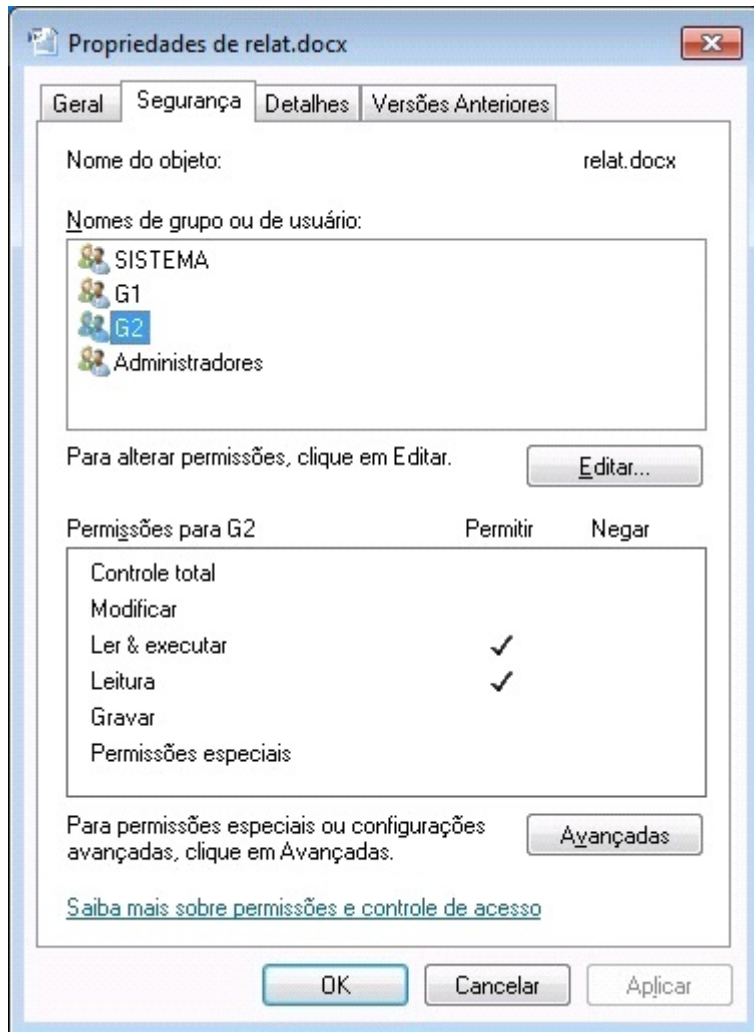 Propriedades de relat.docx
Geral Segurança Detalhes Versões Anteriores
Nome do objeto: relat.docx
Nomes de grupo ou de usuário:
SISTEMA
G1
G2
Administradores
Para alterar permissões, clique em Editar. Editar...
Permissões para G2 Permitir Negar
Controle total
Modificar
Ler & executar ✓
Leitura ✓
Gravar
Permissões especiais
Para permissões especiais ou configurações
avançadas, clique em Avançadas. Avançadas
Saiba mais sobre permissões e controle de acesso
OK Cancelar Aplicar